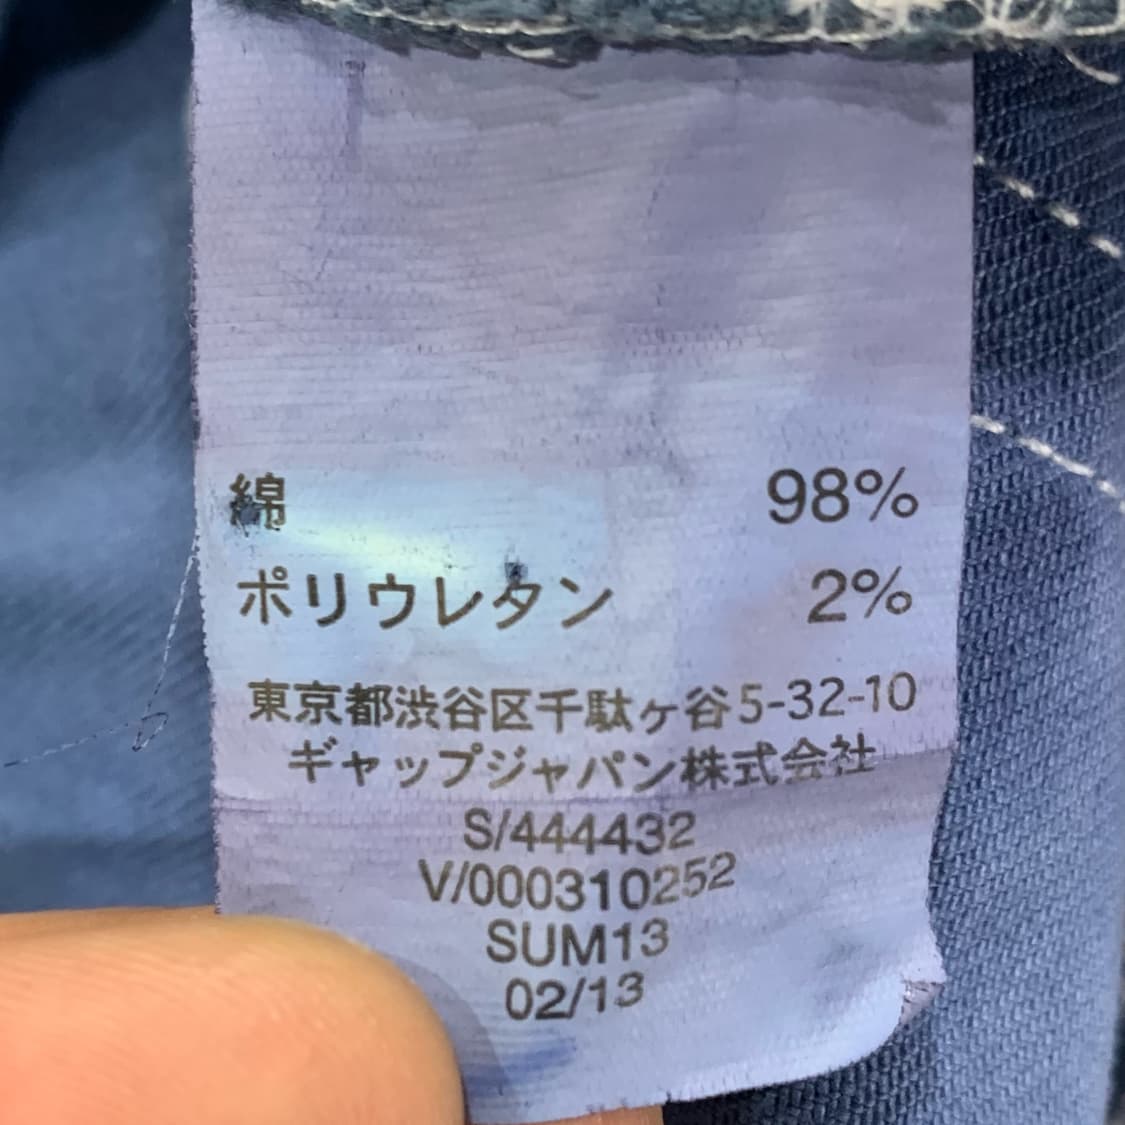 綿 98%
ポリウレタン 2%
東京都渋谷区千駄ヶ谷5-32-10
ギャップジャパン株式会社
S/444432
V/000310252
SUM13
02/13